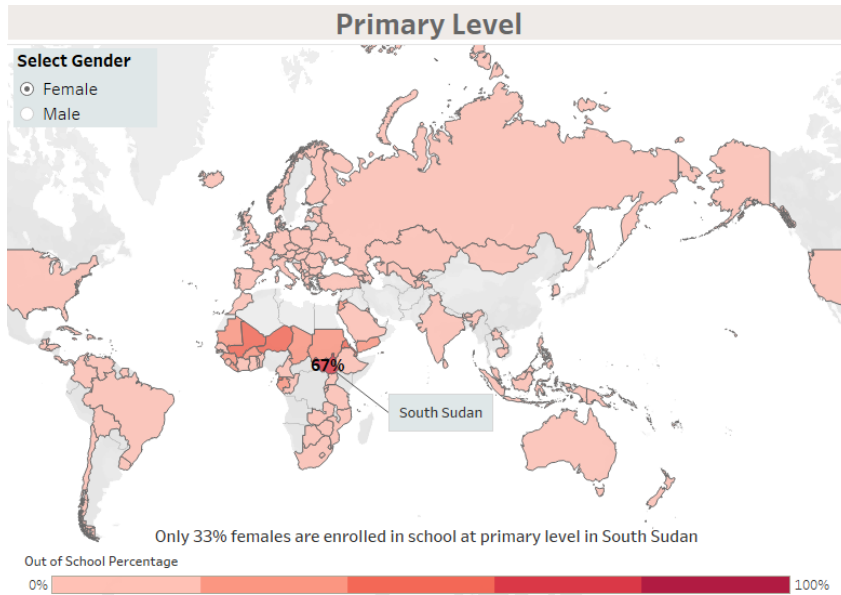 Primary Level
Select Gender
Female
Male
67%
South Sudan
Only 33% females are enrolled in school at primary level in South Sudan
Out of School Percentage
0%
100%